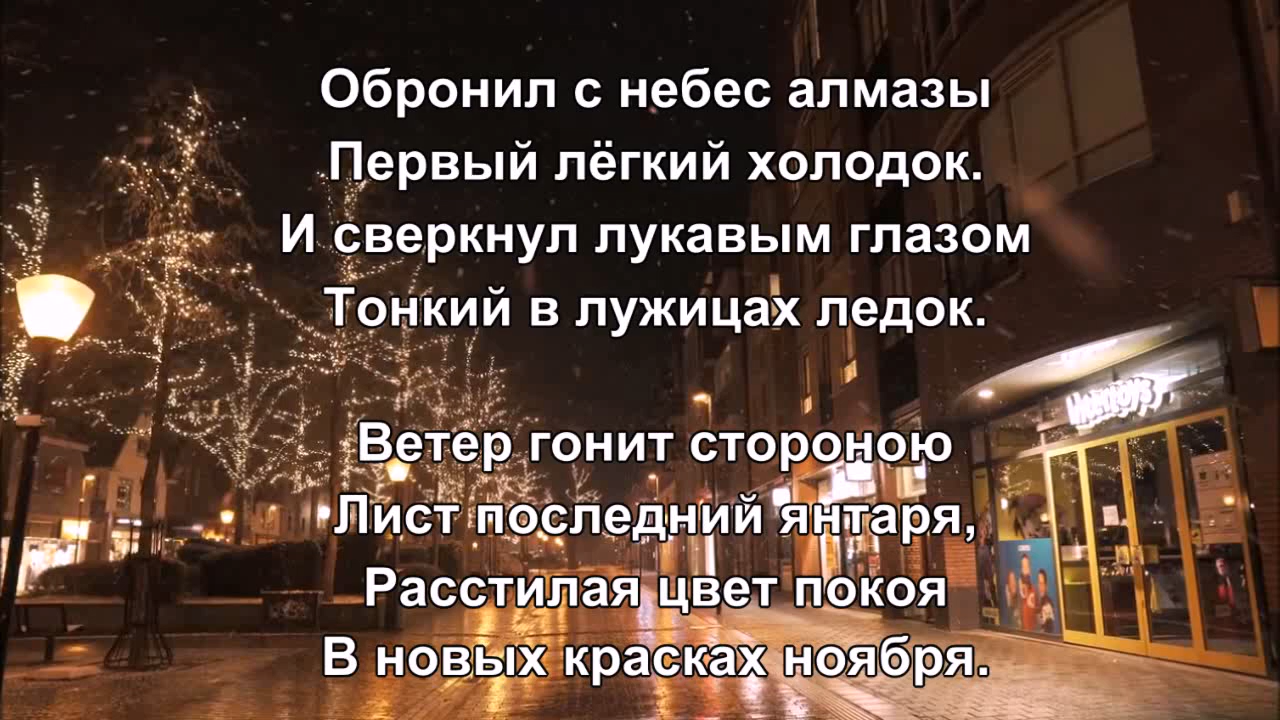 Обронил с небес алмазы
Первый лёгкий холодок.
И сверкнул лукавым глазом
Тонкий в лужицах ледок.
Ветер гонит стороною
Лист последний янтаря,
Расстилая цвет покоя
В новых красках ноября.